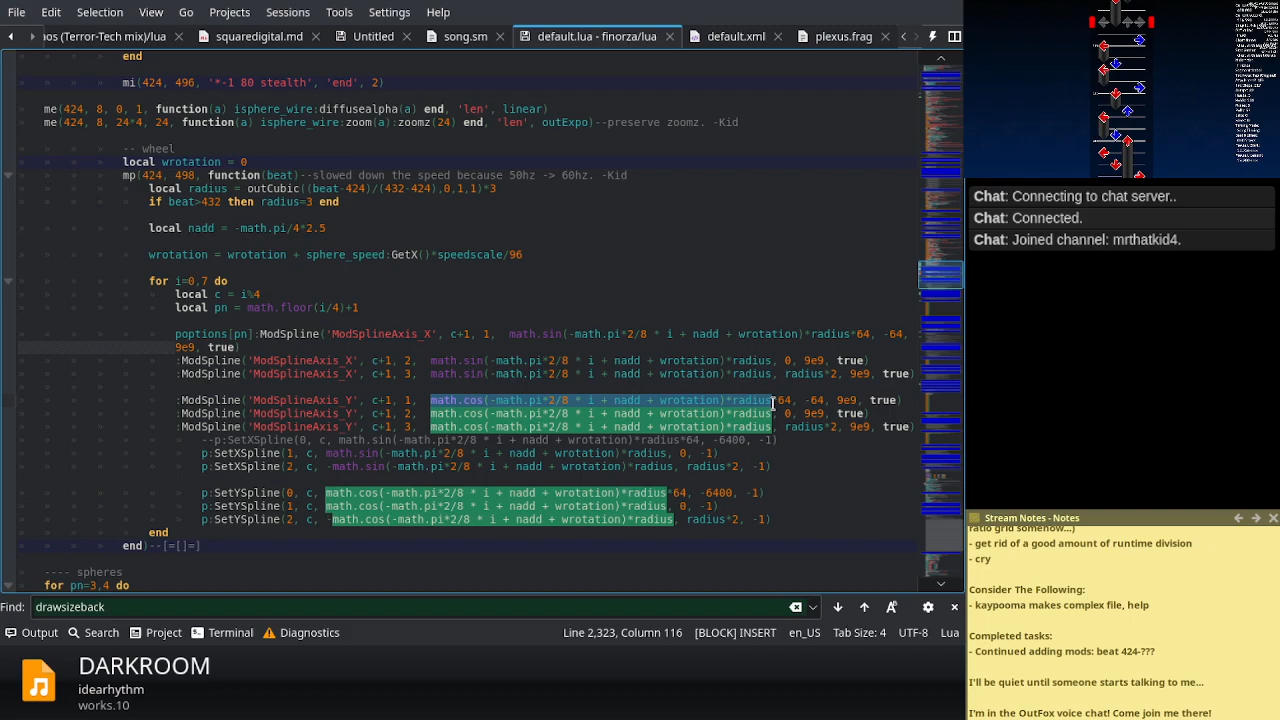 File Edit Selection View Go Projects Sessions Tools Settings Help
aos (Terror-Tech mix)/lua squaredigital.md Untitled song.sm default.lua - finorza/lua default.xml plexus.frag
end
mi(424, 496, '*-1 0 stealth', 'end', 2)
me(424, 8, 0, 1, function(a) isphere_wire:diffusealpha(a) end, 'len', linear)
me(424, 8, 24*4, 24, function(a) isphere_wire:zoom(a):zoomz(24) end, 'len', outExpo)--preserve zoomz. -Kid
-- wheel
local wrotation = 0
mp(424, 498, function(beat)--slowed down the speed because 50hz -> 60hz. -Kid
local radius = outCubic((beat-424)/(432-424),0,1,1)*3
if beat>432 then radius=3 end
local nadd = -math.pi/4*2.5
wrotation = wrotation + sphere_speed:GetX()*speedscale/96
for i=0,7 do
local c = i%4
local pn = math.floor(i/4)+1
poptions[pn]:ModSpline('ModSplineAxis_X', c+1, 1, math.sin(-math.pi*2/8 * i + nadd + wrotation)*radius*64, -64,
9e9, true)
:ModSpline('ModSplineAxis_X', c+1, 2, math.sin(-math.pi*2/8 * i + nadd + wrotation)*radius, 0, 9e9, true)
:ModSpline('ModSplineAxis_X', c+1, 3, math.sin(-math.pi*2/8 * i + nadd + wrotation)*radius, radius*2, 9e9, true)
:ModSpline('ModSplineAxis_Y', c+1, 1, math.cos(-math.pi*2/8 * i + nadd + wrotation)*radius*64, -64, 9e9, true)
:ModSpline('ModSplineAxis_Y', c+1, 2, math.cos(-math.pi*2/8 * i + nadd + wrotation)*radius, 0, 9e9, true)
:ModSpline('ModSplineAxis_Y', c+1, 3, math.cos(-math.pi*2/8 * i + nadd + wrotation)*radius, radius*2, 9e9, true)
--p:SetXSpline(0, c, math.sin(-math.pi*2/8 * i + nadd + wrotation)*radius*64, -6400, -1)
p:SetXSpline(1, c, math.sin(-math.pi*2/8 * i + nadd + wrotation)*radius, 0, -1)
p:SetXSpline(2, c, -math.sin(-math.pi*2/8 * i + nadd + wrotation)*radius, radius*2, -1)
p:SetYSpline(0, c, math.cos(-math.pi*2/8 * i + nadd + wrotation)*radius*64, -6400, -1)
p:SetYSpline(1, c, math.cos(-math.pi*2/8 * i + nadd + wrotation)*radius, 0, -1)
p:SetYSpline(2, c, -math.cos(-math.pi*2/8 * i + nadd + wrotation)*radius, radius*2, -1)
end
end)--[=[]=]
---- spheres
for pn=3,4 do
Find: drawsizeback
Output Search Project Terminal Diagnostics Line 2,323, Column 116 [BLOCK] INSERT en_US Tab Size: 4 UTF-8 Lua
DARKROOM
idearhythm
works.10
Chat: Connecting to chat server..
Chat: Connected.
Chat: Joined channel: mrthatkid4.
Stream Notes - Notes
ratio grid somehow...)
- get rid of a good amount of runtime division
- cry
Consider The Following:
- kaypooma makes complex file, help
Completed tasks:
- Continued adding mods: beat 424-???
I'll be quiet until someone starts talking to me...
I'm in the OutFox voice chat! Come join me there!